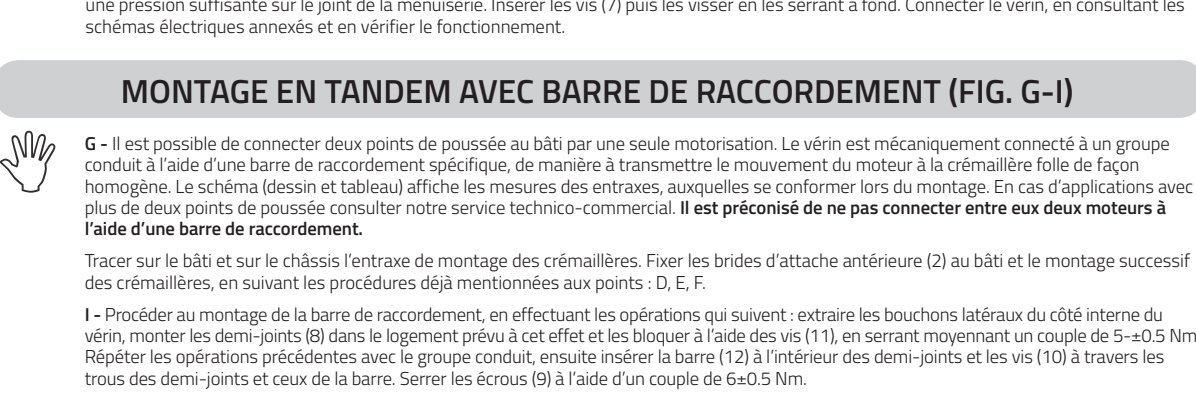 une pression suffisante sur le joint de la menuiserie. Insérer les vis (7) puis les visser en les serrant à fond. Connecter le vérin, en consultant les
schémas électriques annexés et en vérifier le fonctionnement.
MONTAGE EN TANDEM AVEC BARRE DE RACCORDEMENT (FIG. G-I)
G - Il est possible de connecter deux points de poussée au bâti par une seule motorisation. Le vérin est mécaniquement connecté à un groupe
conduit à l'aide d'une barre de raccordement spécifique, de manière à transmettre le mouvement du moteur à la crémaillère folle de façon
homogène. Le schéma (dessin et tableau) affiche les mesures des entraxes, auxquelles se conformer lors du montage. En cas d'applications avec
plus de deux points de poussée consulter notre service technico-commercial. Il est préconisé de ne pas connecter entre eux deux moteurs à
l'aide d'une barre de raccordement.
Tracer sur le bâti et sur le châssis l'entraxe de montage des crémaillères. Fixer les brides d'attache antérieure (2) au bâti et le montage successif
des crémaillères, en suivant les procédures déjà mentionnées aux points : D, E, F.
I - Procéder au montage de la barre de raccordement, en effectuant les opérations qui suivent : extraire les bouchons latéraux du côté interne du
vérin, monter les demi-joints (8) dans le logement prévu à cet effet et les bloquer à l'aide des vis (11), en serrant moyennant un couple de 5-±0.5 Nm
Répéter les opérations précédentes avec le groupe conduit, ensuite insérer la barre (12) à l'intérieur des demi-joints et les vis (10) à travers les
trous des demi-joints et ceux de la barre. Serrer les écrous (9) à l'aide d'un couple de 6±0.5 Nm.